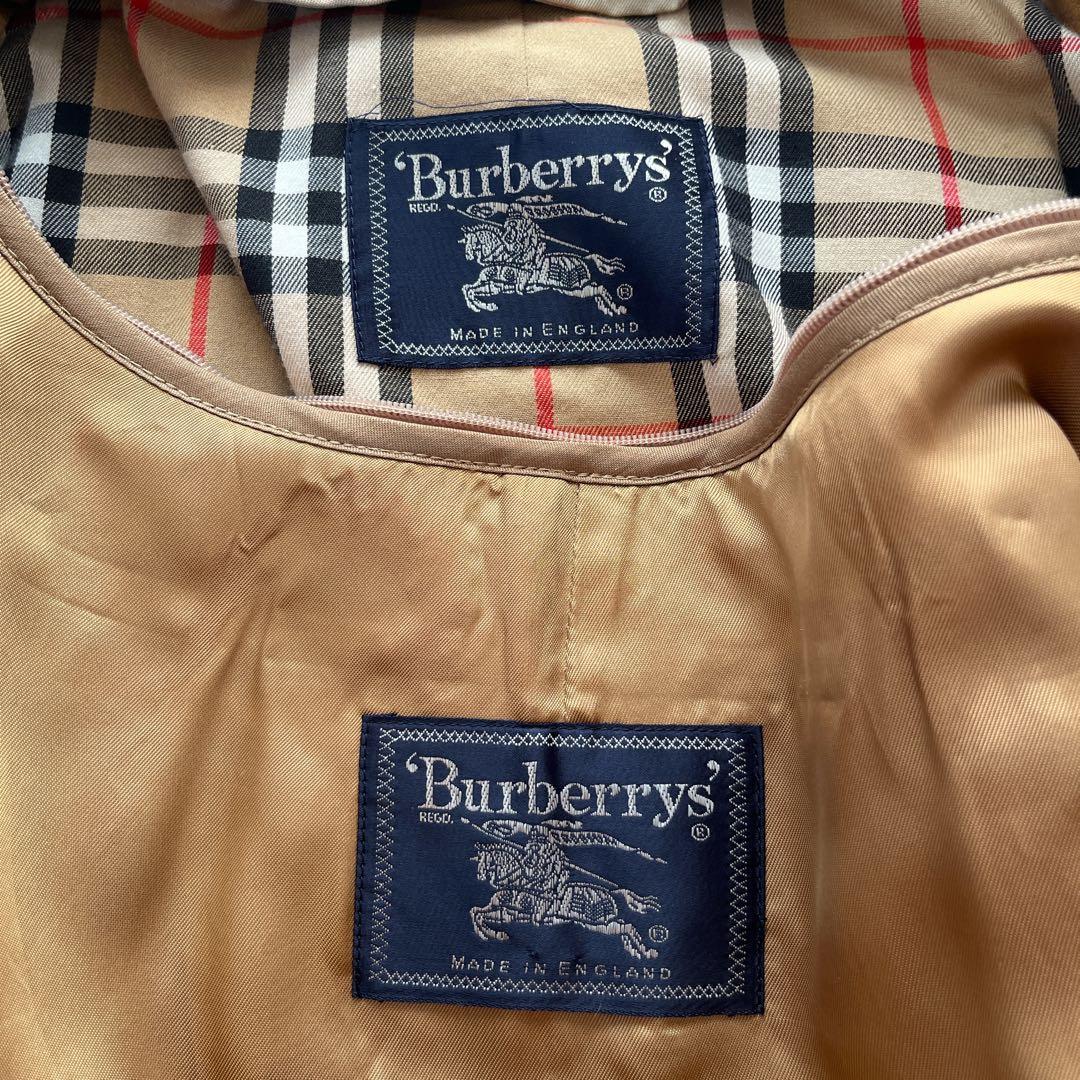 ‘Burberrys’
REGD. ®
®
MADE IN ENGLAND
‘Burberrys’
REGD. ®
®
MADE IN ENGLAND